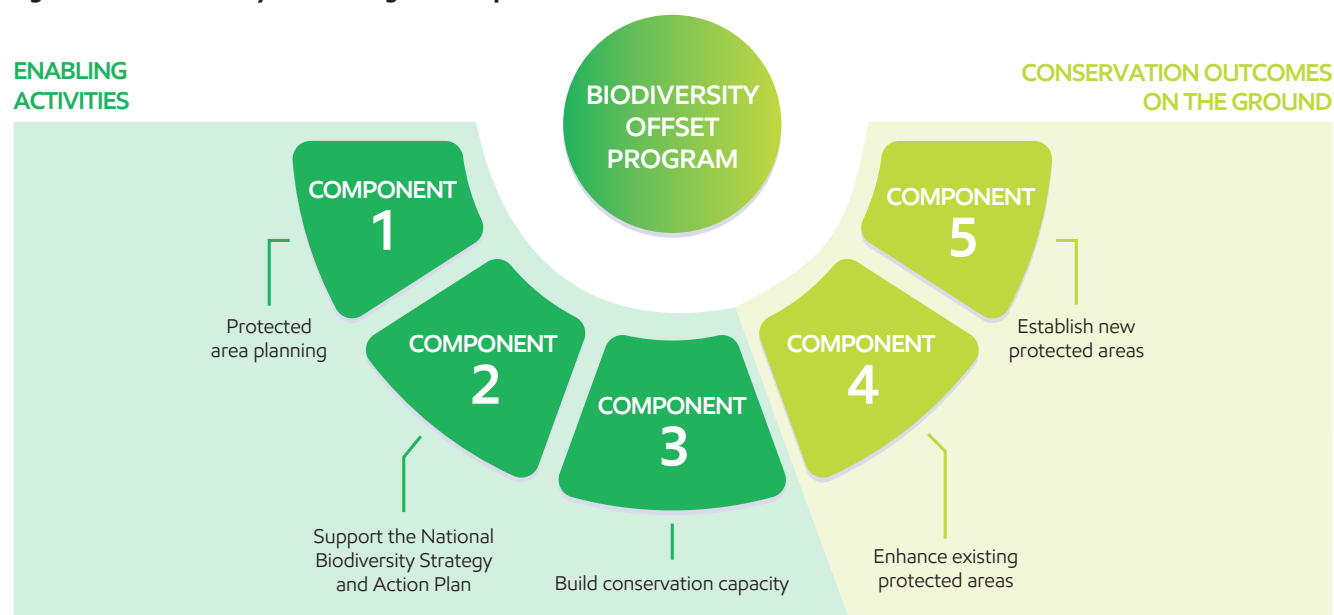 ENABLING
ACTIVITIES
BIODIVERSITY
OFFSET
PROGRAM
CONSERVATION OUTCOMES
ON THE GROUND
COMPONENT
1
Protected
area planning
COMPONENT
2
Support the National
Biodiversity Strategy
and Action Plan
COMPONENT
3
Build conservation capacity
COMPONENT
4
Enhance existing
protected areas
COMPONENT
5
Establish new
protected areas